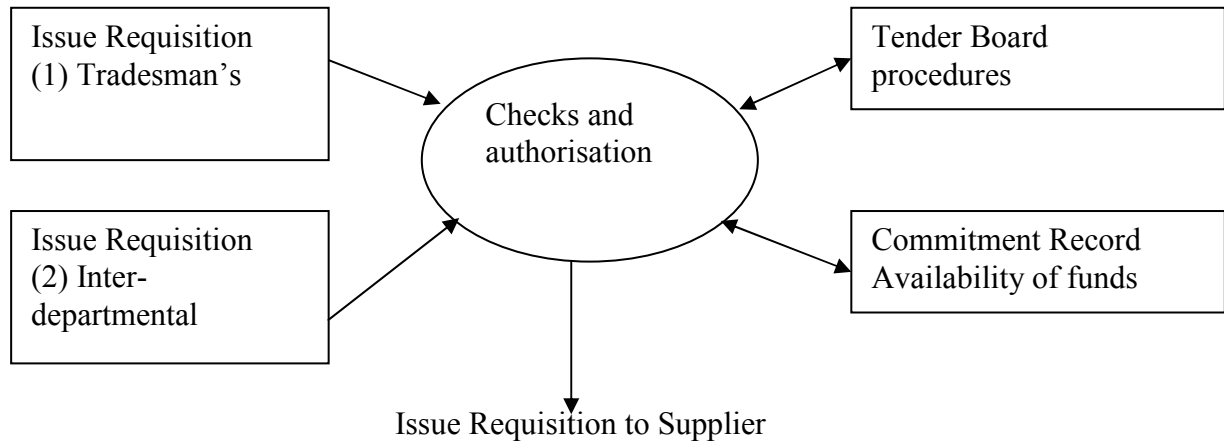 Issue Requisition
(1) Tradesman’s
Issue Requisition
(2) Inter-
departmental
Checks and
authorisation
Tender Board
procedures
Commitment Record
Availability of funds
Issue Requisition to Supplier